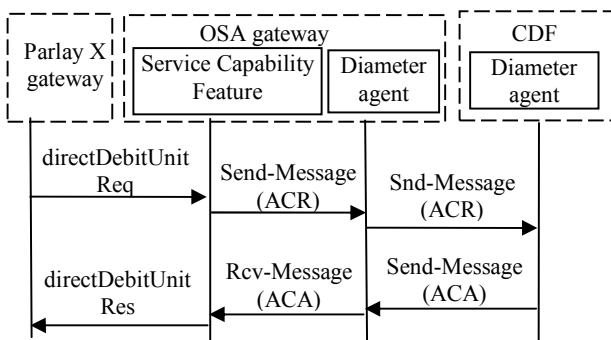 Parlay X
gateway
OSA gateway
Service Capability
Feature
Diameter
agent
CDF
Diameter
agent
directDebitUnit
Req
Send-Message
(ACR)
Snd-Message
(ACR)
directDebitUnit
Res
Rcv-Message
(ACA)
Send-Message
(ACA)